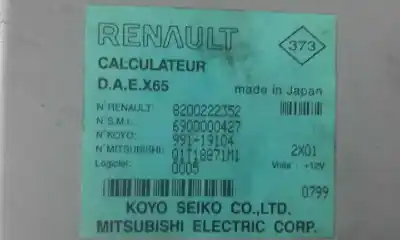 RENAULT
373
CALCULATEUR
D.A.E.X65
made in Japan
N° RENAULT: 8200222352
N° S.M.I.: 6900000427
N° KOYO: 991-19104
N° MITSUBISHI: 01T18871M1
2X01
Logiciel: 0005
Volts : +12V
0799
KOYO SEIKO CO.,LTD.
MITSUBISHI ELECTRIC CORP.